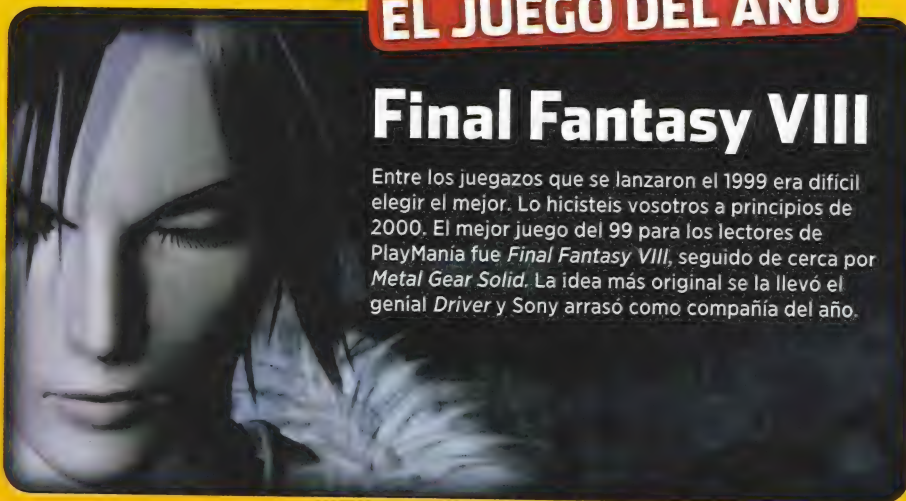 EL JUEGO DEL AÑO
Final Fantasy VIII
Entre los juegazos que se lanzaron el 1999 era difícil
elegir el mejor. Lo hicisteis vosotros a principios de
2000. El mejor juego del 99 para los lectores de
PlayManía fue Final Fantasy VIII, seguido de cerca por
Metal Gear Solid. La idea más original se la llevó el
genial Driver y Sony arrasó como compañía del año.